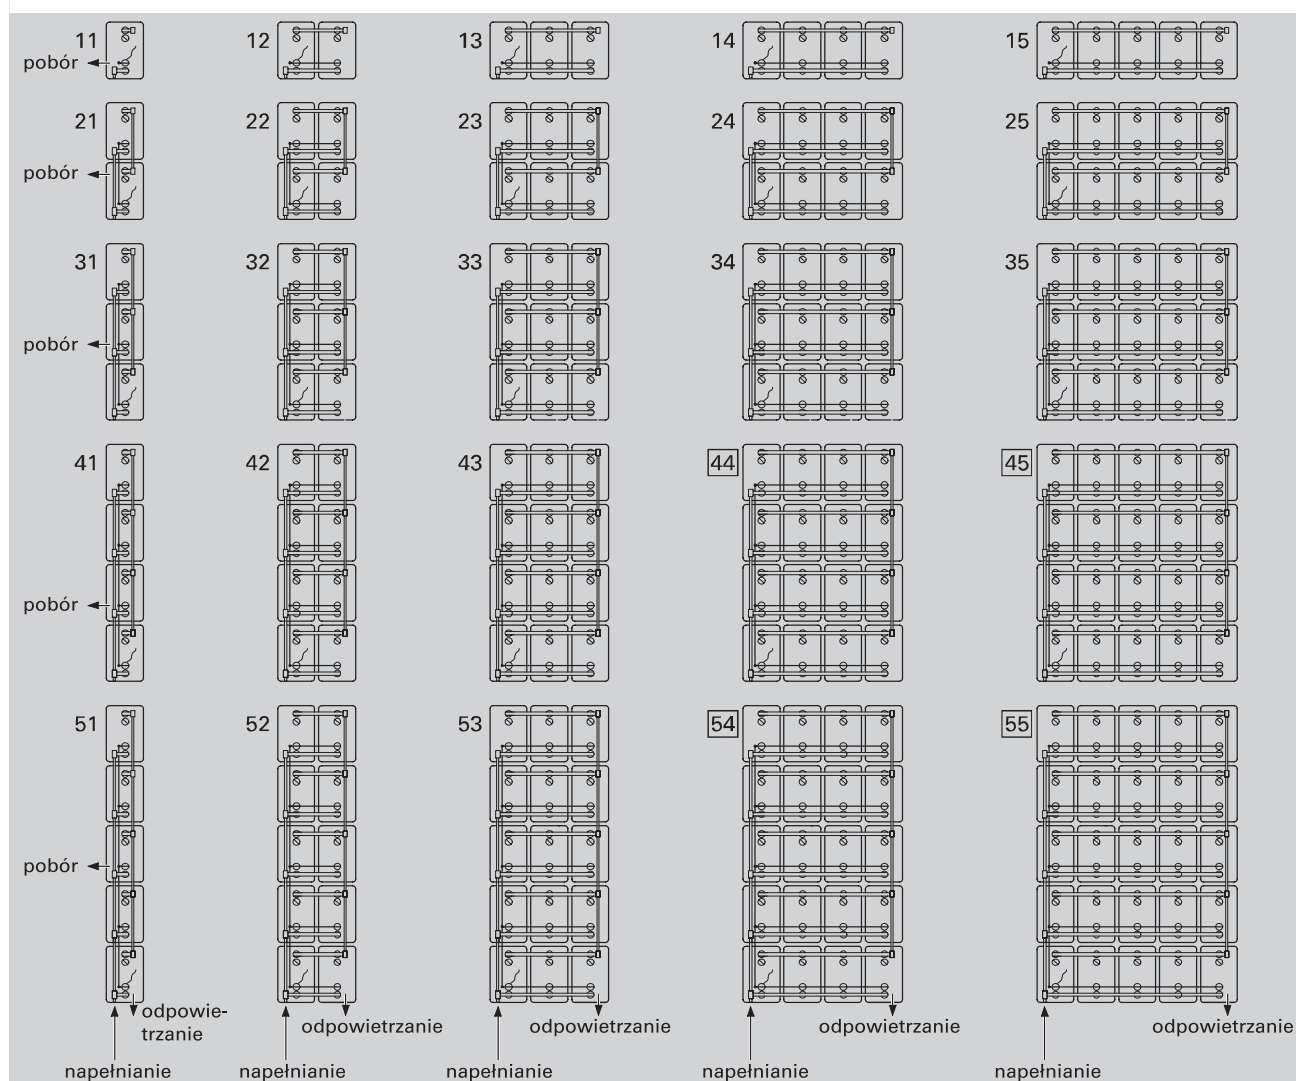 11 12 13 14 15
pobór
21 22 23 24 25
pobór
31 32 33 34 35
pobór
41 42 43 44 45
pobór
51 52 53 54 55
pobór
odpowie-
trzanie
odpowietrzanie odpowietrzanie odpowietrzanie odpowietrzanie
napełnianie napełnianie napełnianie napełnianie napełnianie